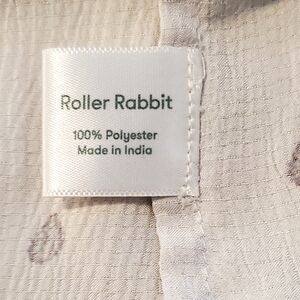 Roller Rabbit
100% Polyester
Made in India